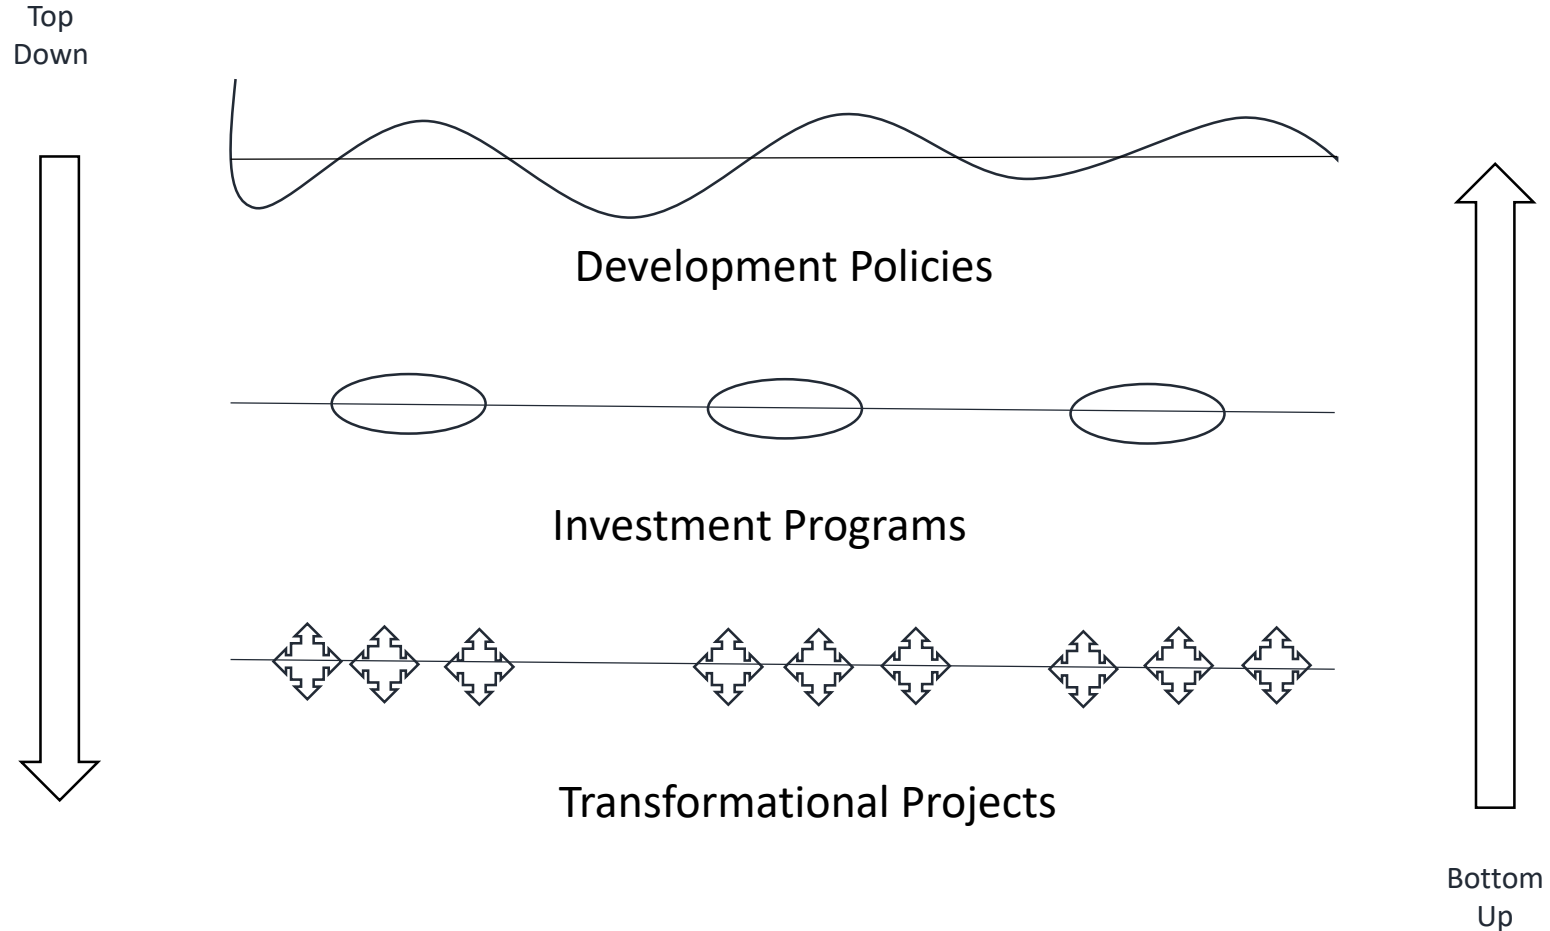 Top
Down
Development Policies
Investment Programs
Transformational Projects
Bottom
Up